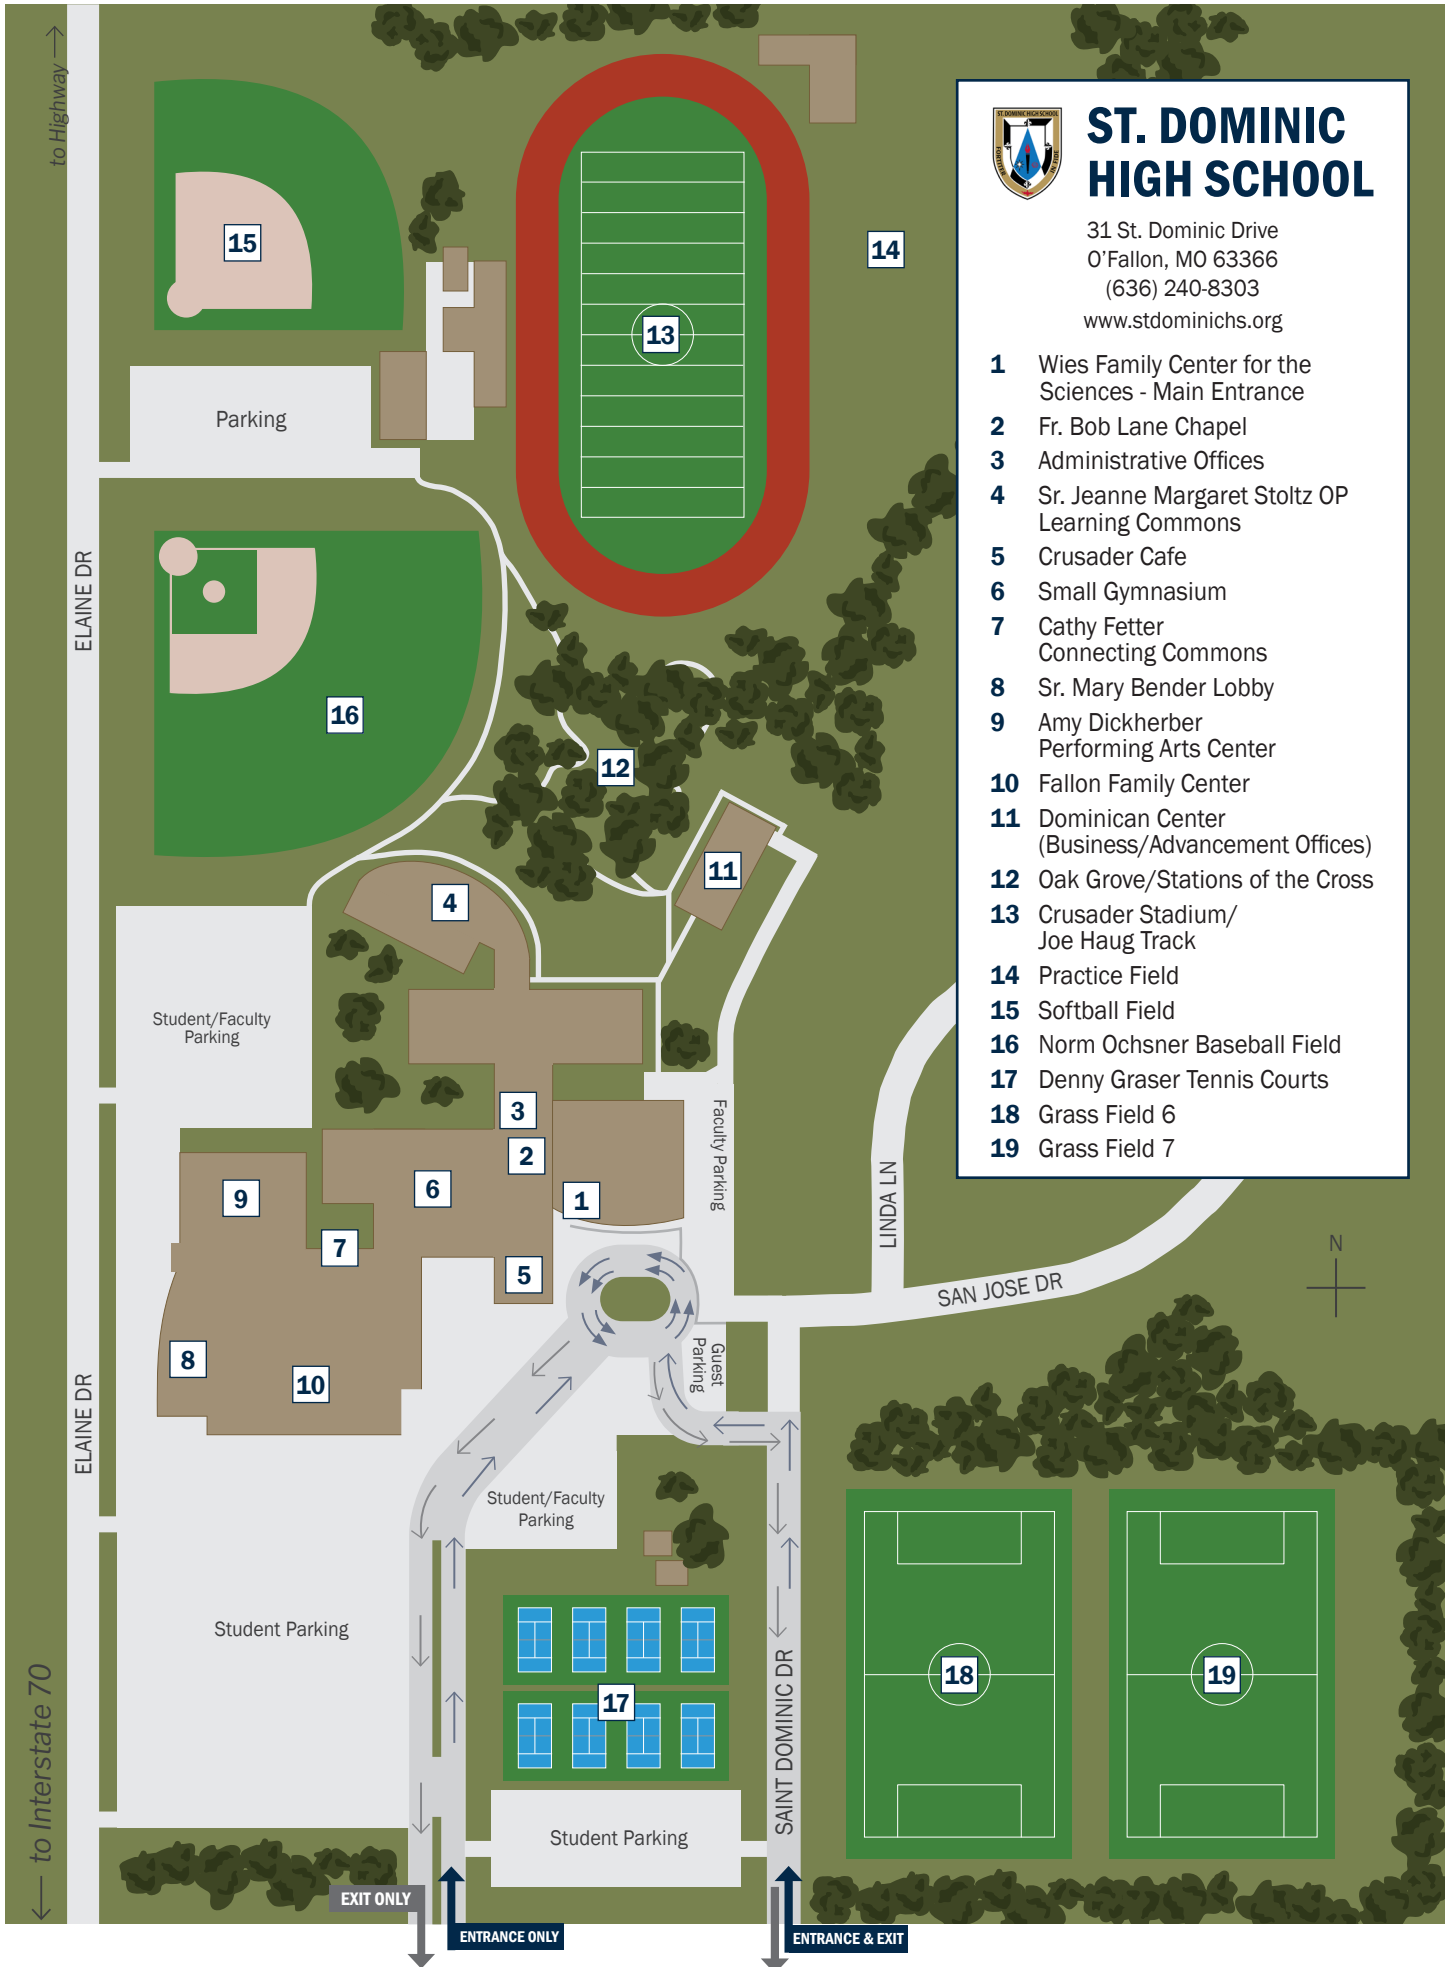 to Highway
ST. DOMINIC HIGH SCHOOL
FORTITER
IN FIDE
ST. DOMINIC
HIGH SCHOOL
31 St. Dominic Drive
O'Fallon, MO 63366
(636) 240-8303
www.stdominichs.org
1 Wies Family Center for the
Sciences - Main Entrance
2 Fr. Bob Lane Chapel
3 Administrative Offices
4 Sr. Jeanne Margaret Stoltz OP
Learning Commons
5 Crusader Cafe
6 Small Gymnasium
7 Cathy Fetter
Connecting Commons
8 Sr. Mary Bender Lobby
9 Amy Dickherber
Performing Arts Center
10 Fallon Family Center
11 Dominican Center
(Business/Advancement Offices)
12 Oak Grove/Stations of the Cross
13 Crusader Stadium/
Joe Haug Track
14 Practice Field
15 Softball Field
16 Norm Ochsner Baseball Field
17 Denny Graser Tennis Courts
18 Grass Field 6
19 Grass Field 7
15
14
13
Parking
ELAINE DR
16
12
11
4
Student/Faculty
Parking
3
Faculty Parking
2
6
9
1
LINDA LN
7
5
N
SAN JOSE DR
8
10
Guest
Parking
ELAINE DR
Student/Faculty
Parking
Student Parking
17
18
19
SAINT DOMINIC DR
to Interstate 70
Student Parking
EXIT ONLY
ENTRANCE ONLY
ENTRANCE & EXIT